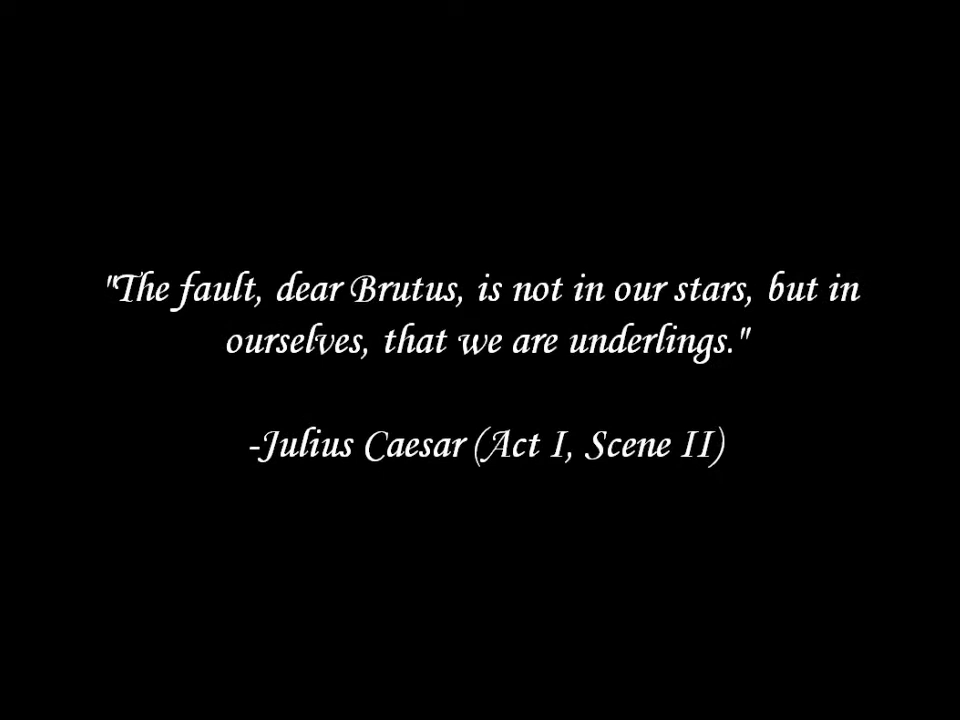 "The fault, dear Brutus, is not in our stars, but in
ourselves, that we are underlings."
-Julius Caesar (Act I, Scene II)